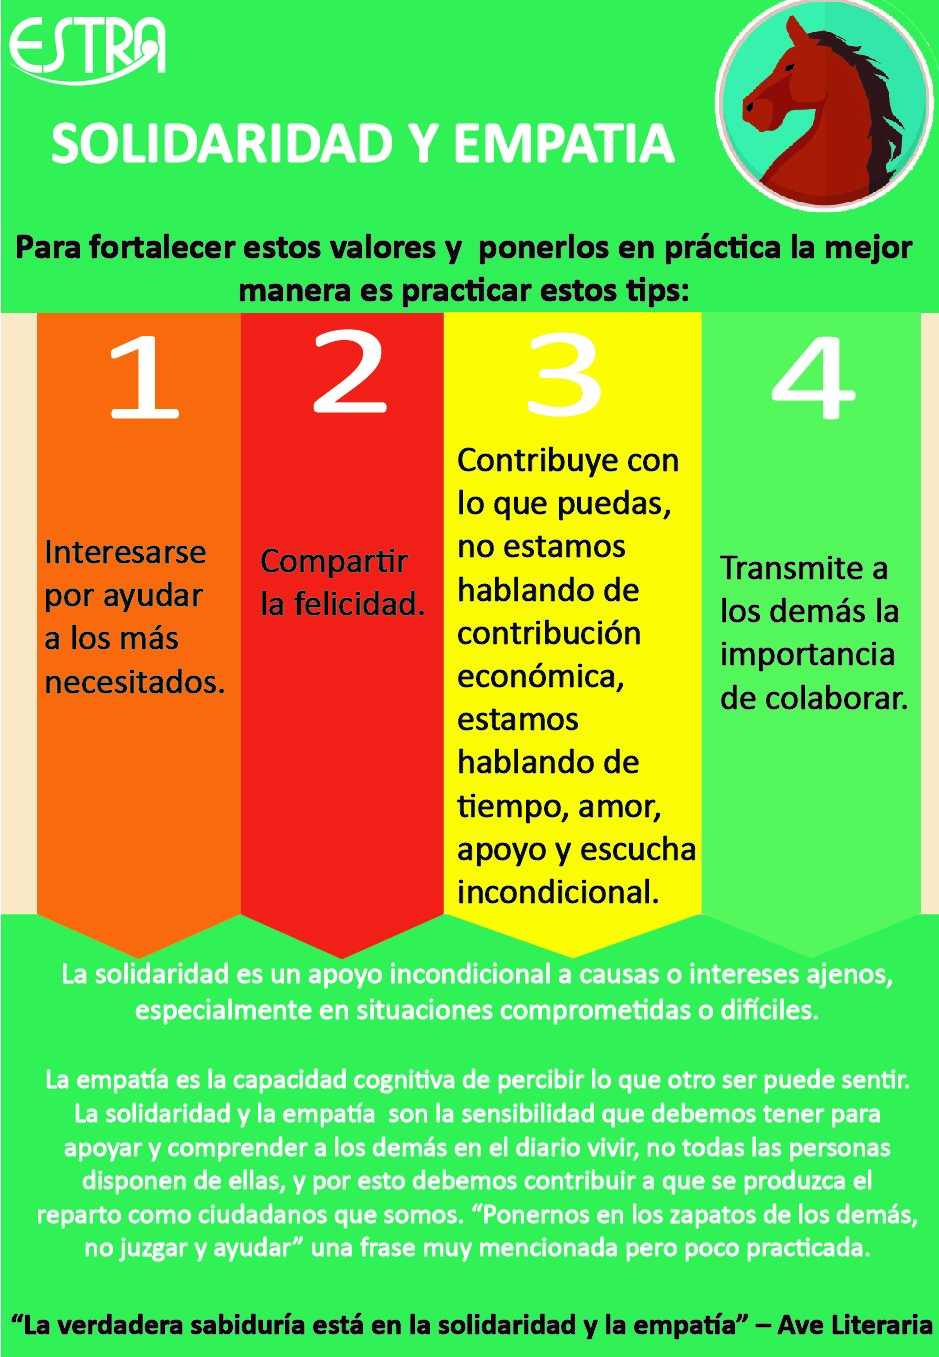 ESTRA
SOLIDARIDAD Y EMPATIA
Para fortalecer estos valores y ponerlos en práctica la mejor
manera es practicar estos tips:
1
Interesarse
por ayudar
a los más
necesitados.
2
Compartir
la felicidad.
3
Contribuye con
lo que puedas,
no estamos
hablando de
contribución
económica,
estamos
hablando de
tiempo, amor,
apoyo y escucha
incondicional.
4
Transmite a
los demás la
importancia
de colaborar.
La solidaridad es un apoyo incondicional a causas o intereses ajenos,
especialmente en situaciones comprometidas o difíciles.
La empatía es la capacidad cognitiva de percibir lo que otro ser puede sentir.
La solidaridad y la empatía son la sensibilidad que debemos tener para
apoyar y comprender a los demás en el diario vivir, no todas las personas
disponen de ellas, y por esto debemos contribuir a que se produzca el
reparto como ciudadanos que somos. “Ponernos en los zapatos de los demás,
no juzgar y ayudar” una frase muy mencionada pero poco practicada.
“La verdadera sabiduría está en la solidaridad y la empatía” – Ave Literaria